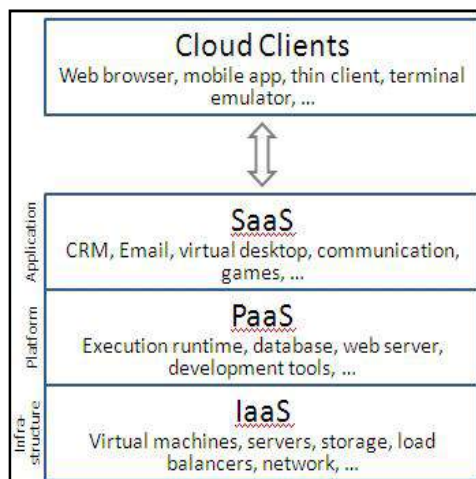 Cloud Clients
Web browser, mobile app, thin client, terminal
emulator, ...
Application
SaaS
CRM, Email, virtual desktop, communication,
games, ...
Platform
PaaS
Execution runtime, database, web server,
development tools, ...
Infra-
structure
IaaS
Virtual machines, servers, storage, load
balancers, network, ...